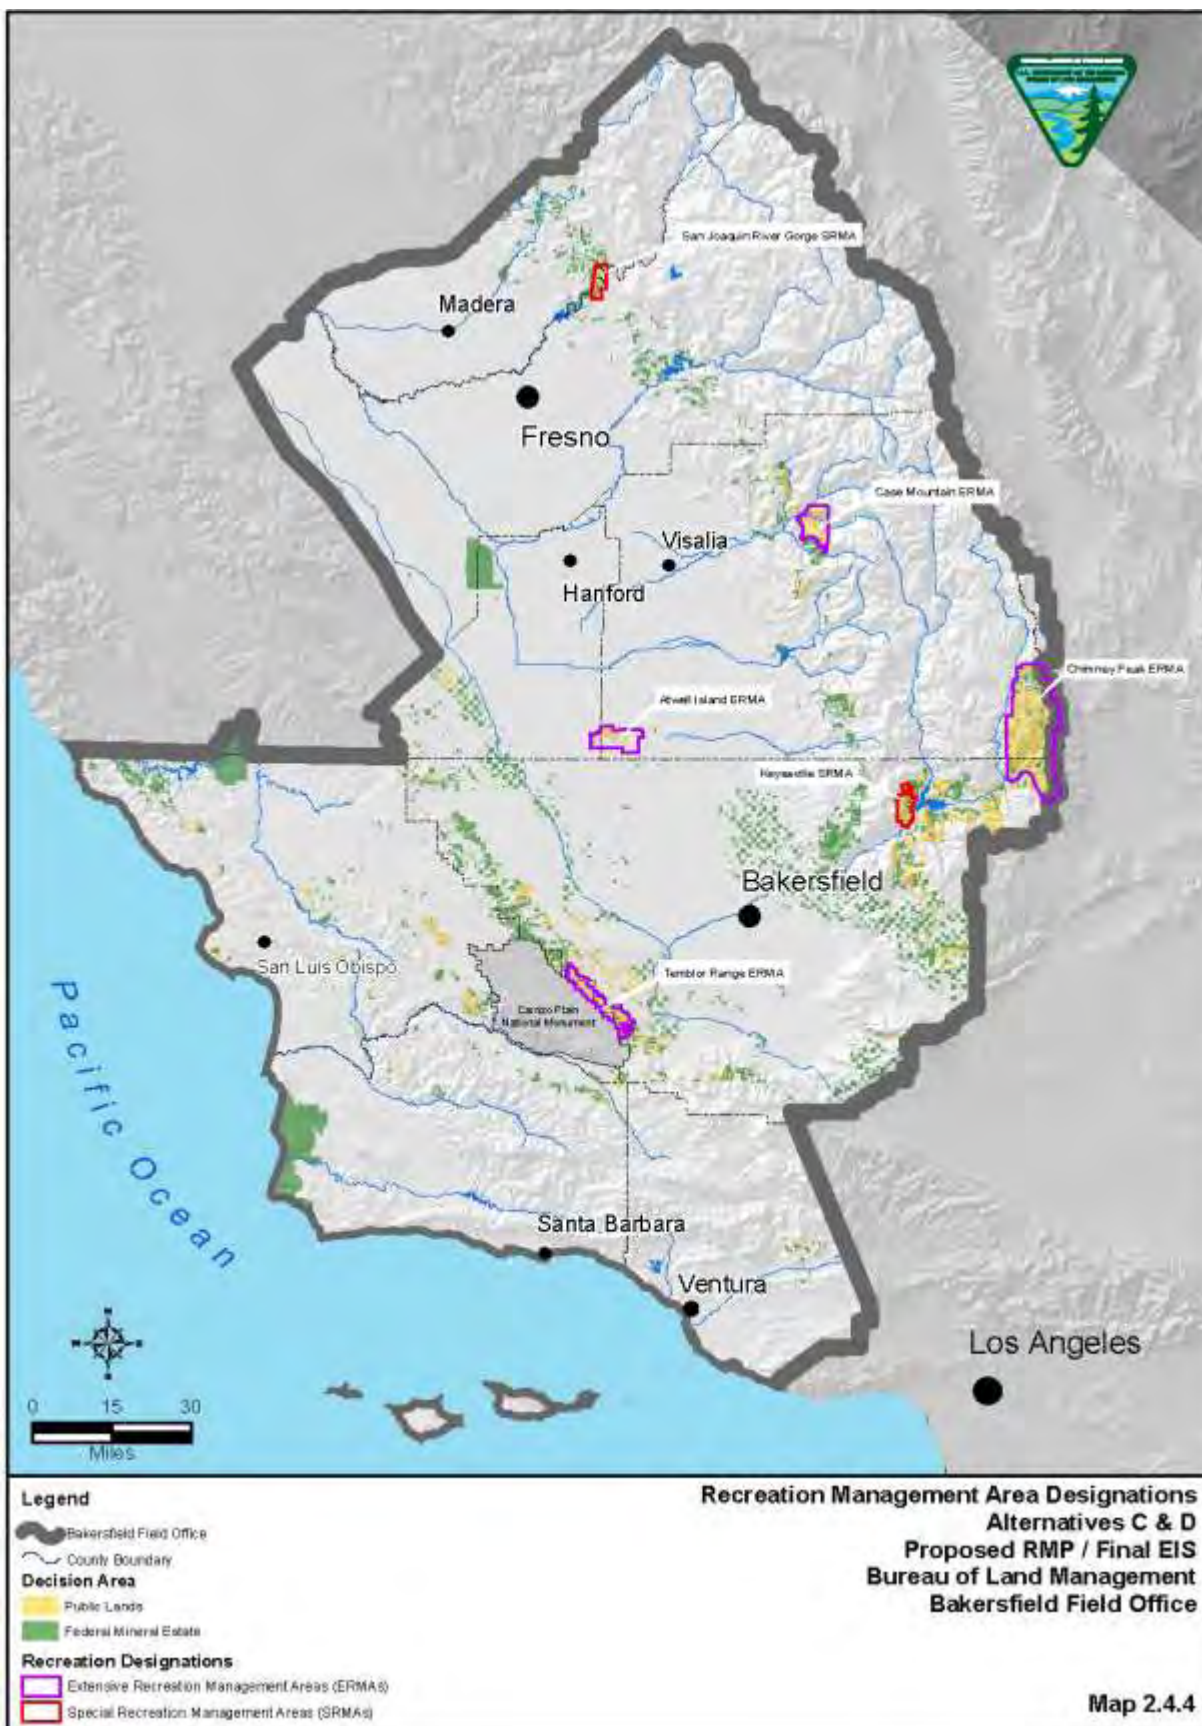 San Joaquin River Gorge SRMA
Madera
Fresno
Case Mountain ERMA
Visalia
Hanford
Chimney Peak ERMA
Atwell Island ERMA
Keysville SRMA
Bakersfield
San Luis Obispo
Temblor Range ERMA
Carrizo Plain
National Monument
Pacific Ocean
Santa Barbara
Ventura
Los Angeles
N
W
E
S
0 15 30
Miles
Legend
Bakersfield Field Office
County Boundary
Decision Area
Public Lands
Federal Mineral Estate
Recreation Designations
Extensive Recreation Management Areas (ERMAs)
Special Recreation Management Areas (SRMAs)
Recreation Management Area Designations
Alternatives C & D
Proposed RMP / Final EIS
Bureau of Land Management
Bakersfield Field Office
Map 2.4.4